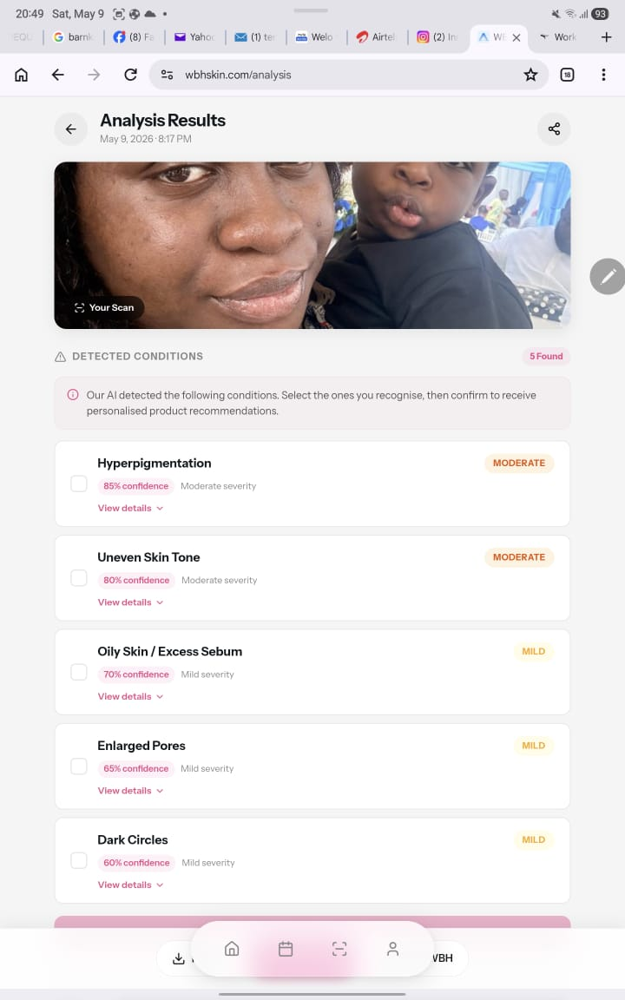 20:49 Sat, May 9 93
EQU barnk (8) Fa Yahoo (1) te Welo Airtel (2) In WE Work
wbhskin.com/analysis 18
Analysis Results
May 9, 2026 · 8:17 PM
Your Scan
DETECTED CONDITIONS 5 Found
Our AI detected the following conditions. Select the ones you recognise, then confirm to receive
personalised product recommendations.
Hyperpigmentation MODERATE
85% confidence Moderate severity
View details
Uneven Skin Tone MODERATE
80% confidence Moderate severity
View details
Oily Skin / Excess Sebum MILD
70% confidence Mild severity
View details
Enlarged Pores MILD
65% confidence Mild severity
View details
Dark Circles MILD
60% confidence Mild severity
View details
WBH